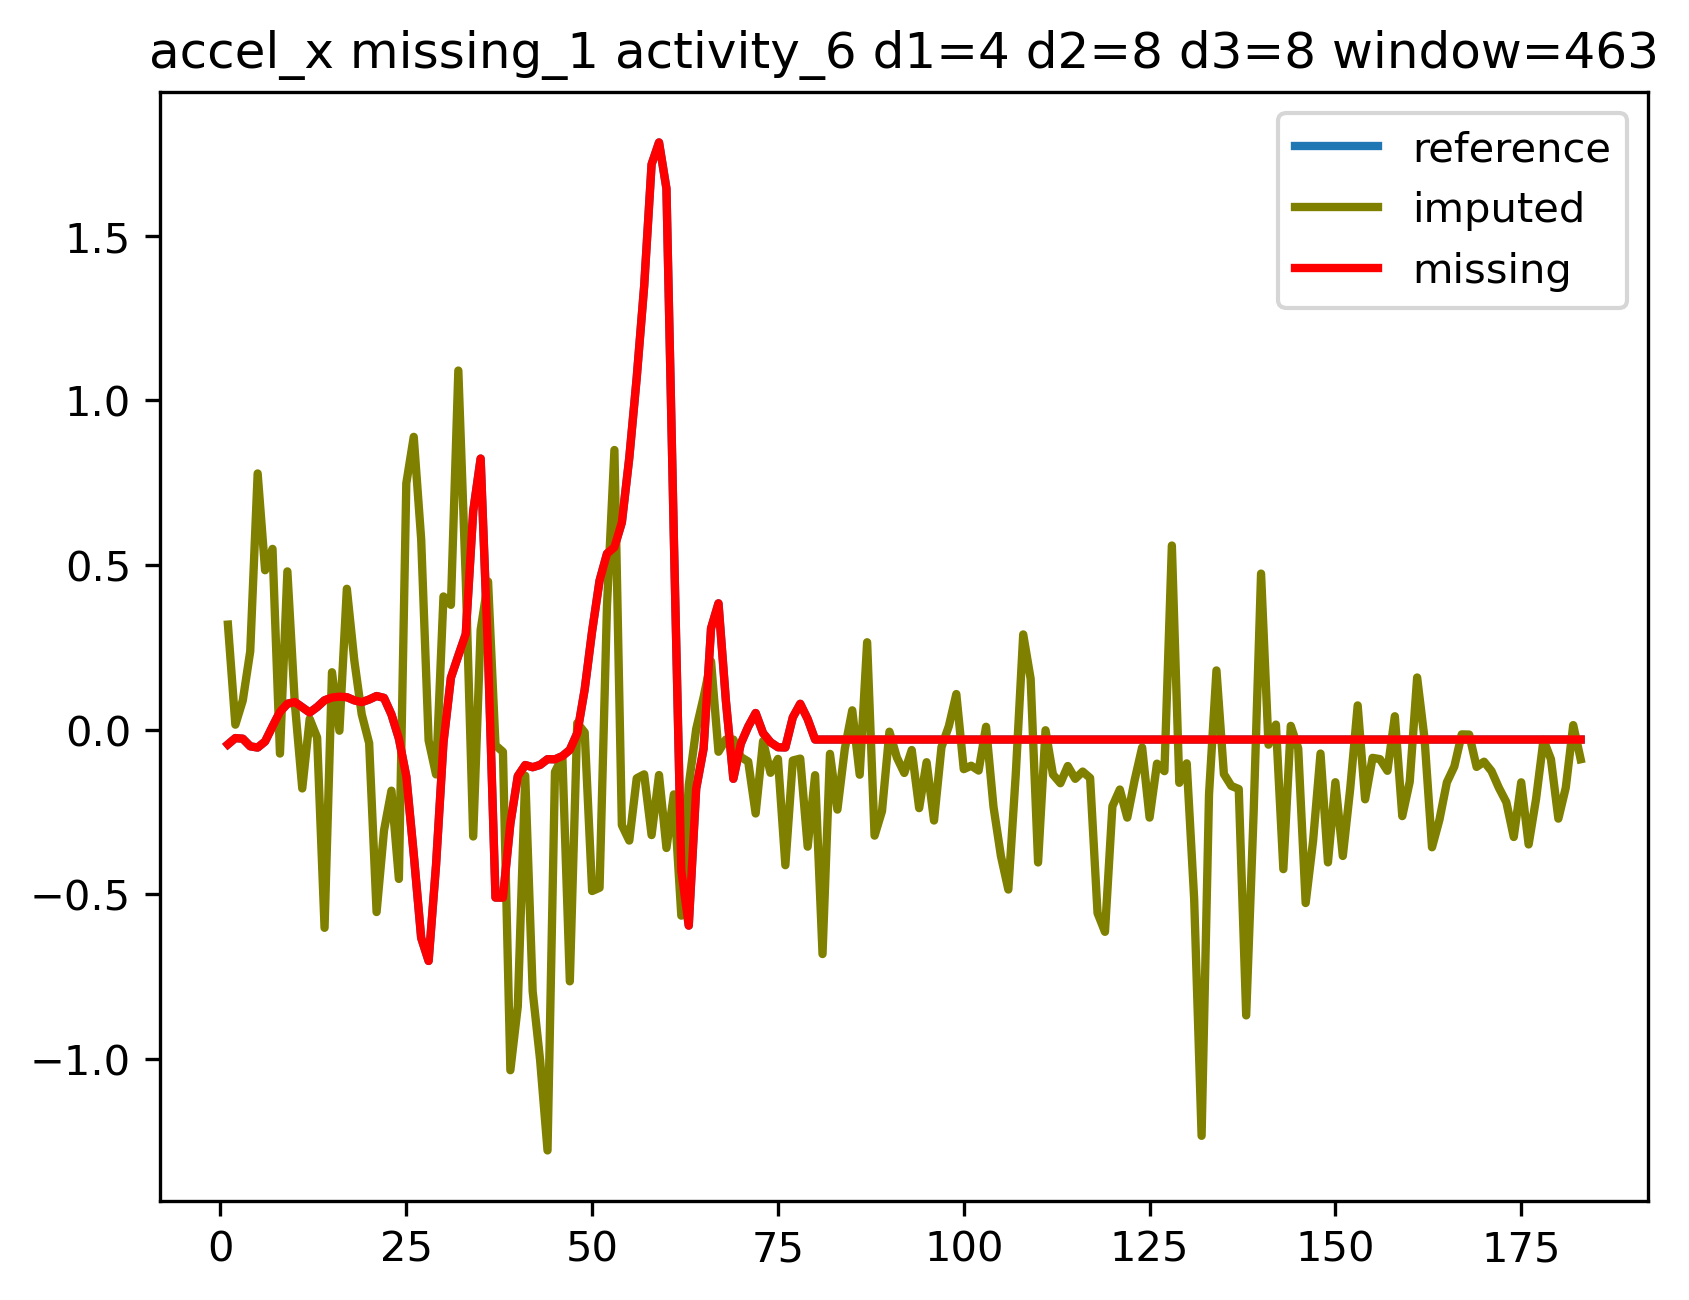 accel_x missing_1 activity_6 d1=4 d2=8 d3=8 window=463
reference
imputed
missing
1.5
1.0
0.5
0.0
−0.5
−1.0
0 25 50 75 100 125 150 175